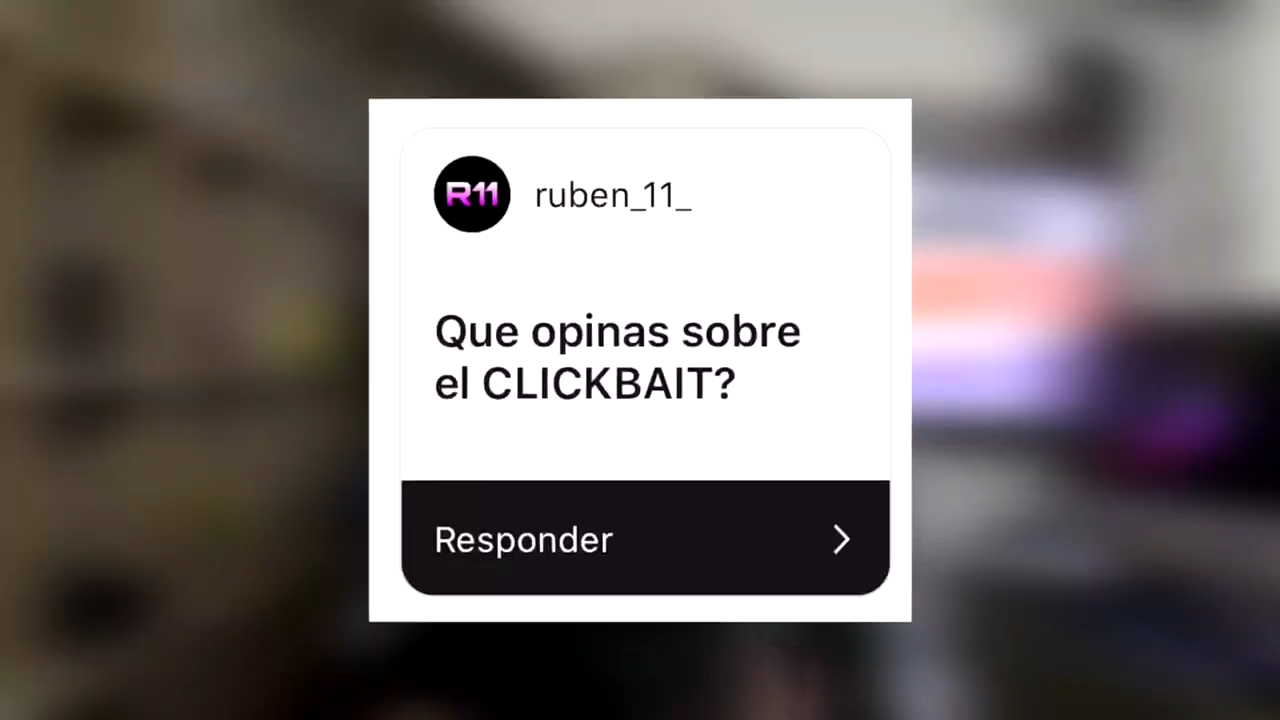 R11
ruben_11_
Que opinas sobre
el CLICKBAIT?
Responder